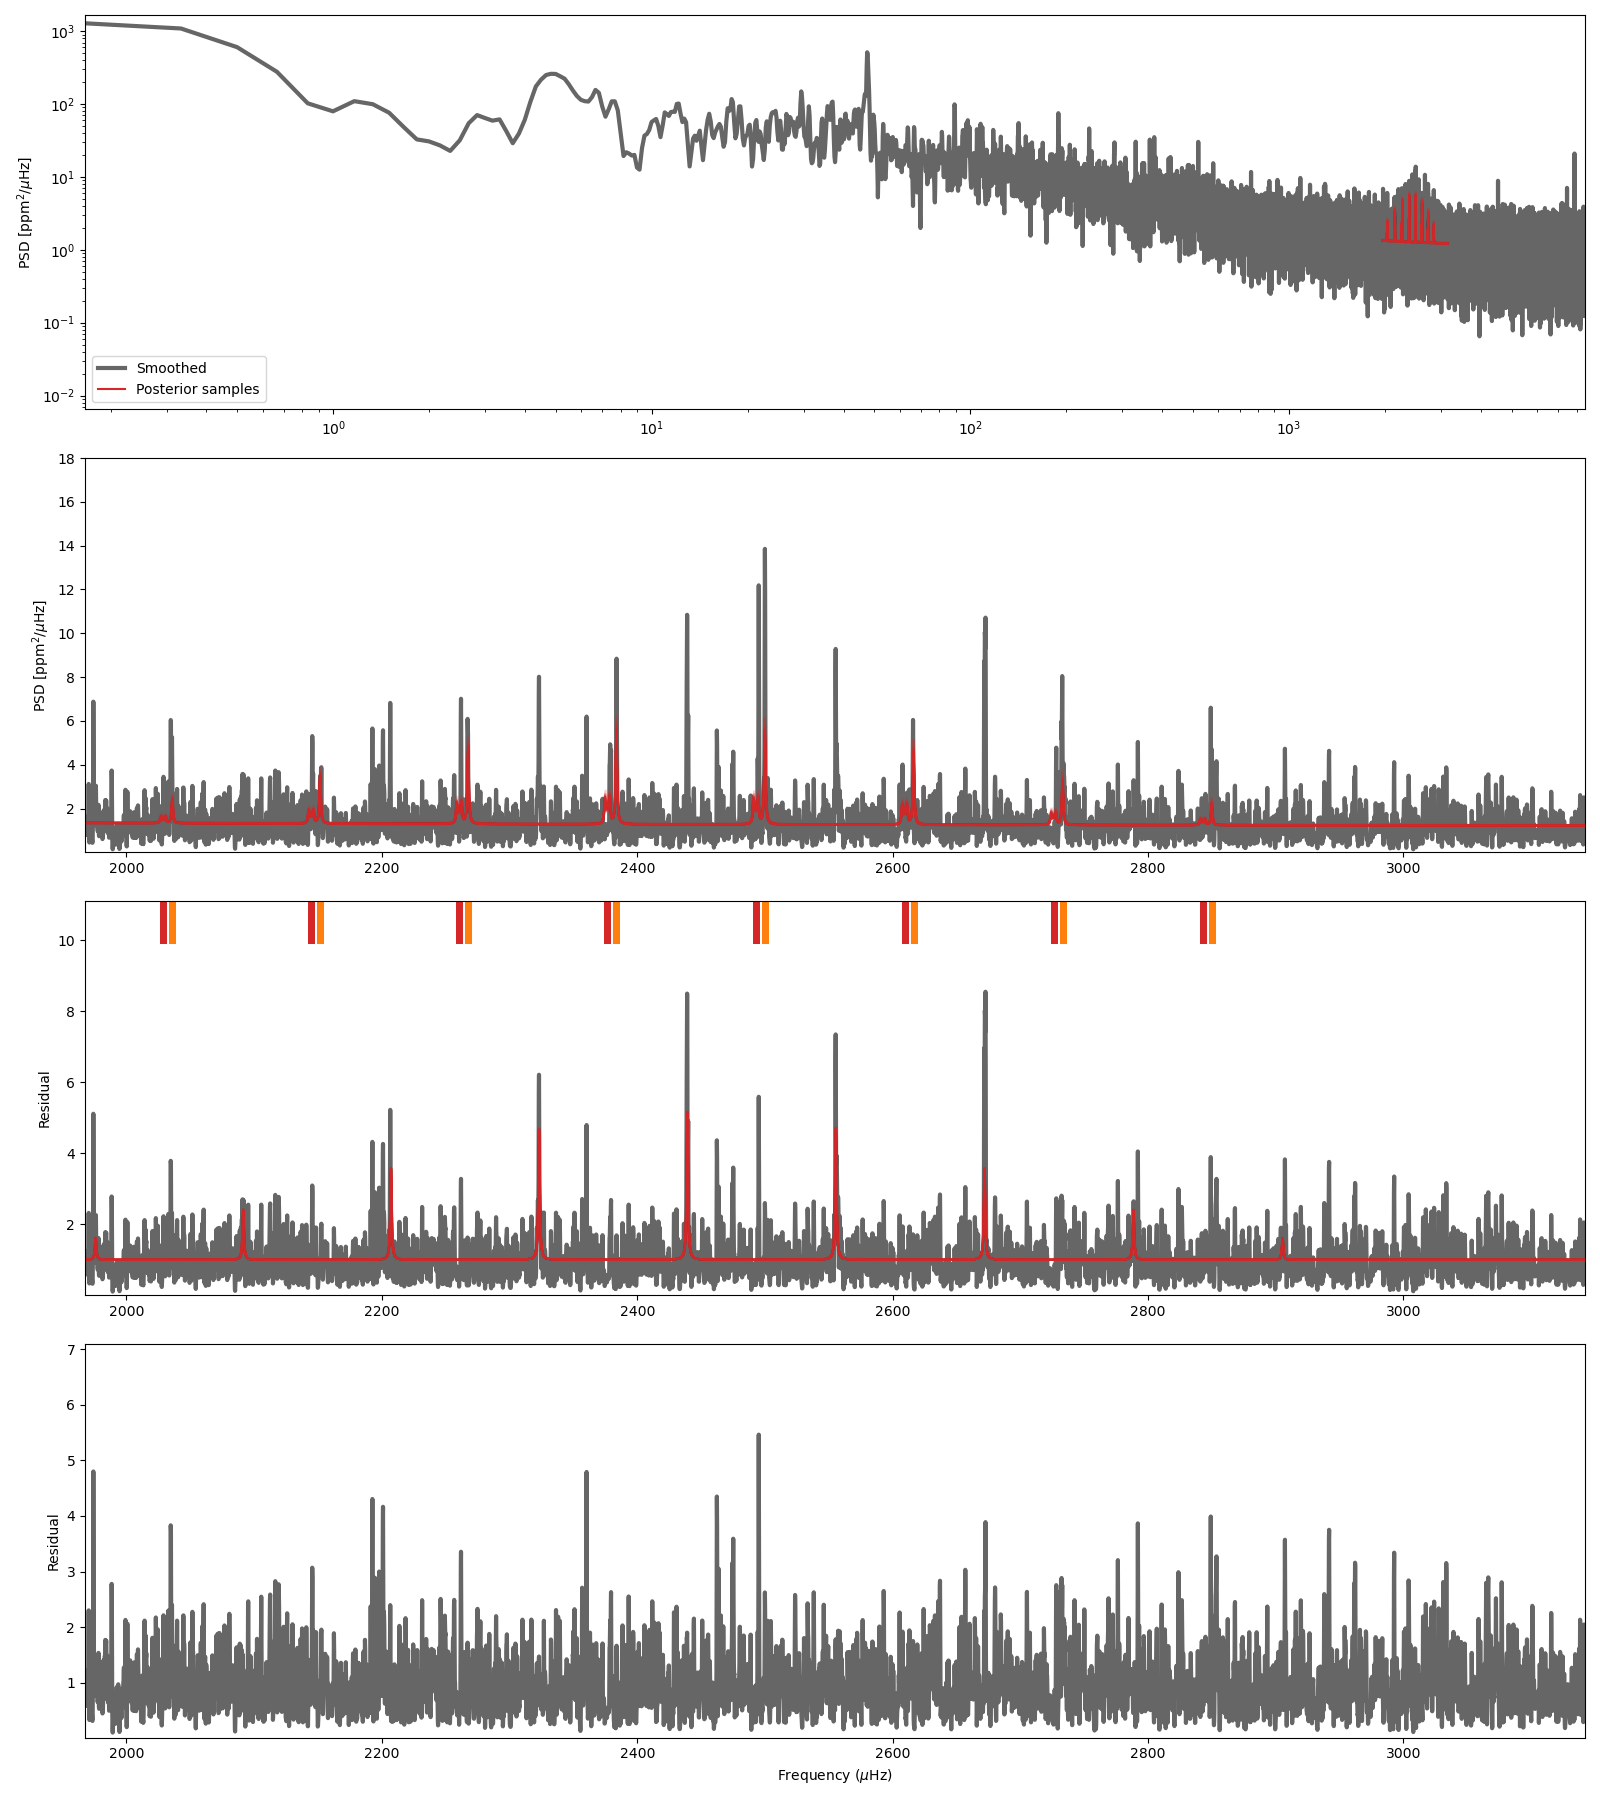 10³
10²
10¹
10⁰
10⁻¹
10⁻²
PSD [ppm²/μHz]
Smoothed
Posterior samples
10⁰ 10¹ 10² 10³
18
16
14
12
10
8
6
4
2
PSD [ppm²/μHz]
2000 2200 2400 2600 2800 3000
10
8
6
4
2
Residual
2000 2200 2400 2600 2800 3000
7
6
5
4
3
2
1
Residual
2000 2200 2400 2600 2800 3000
Frequency (μHz)